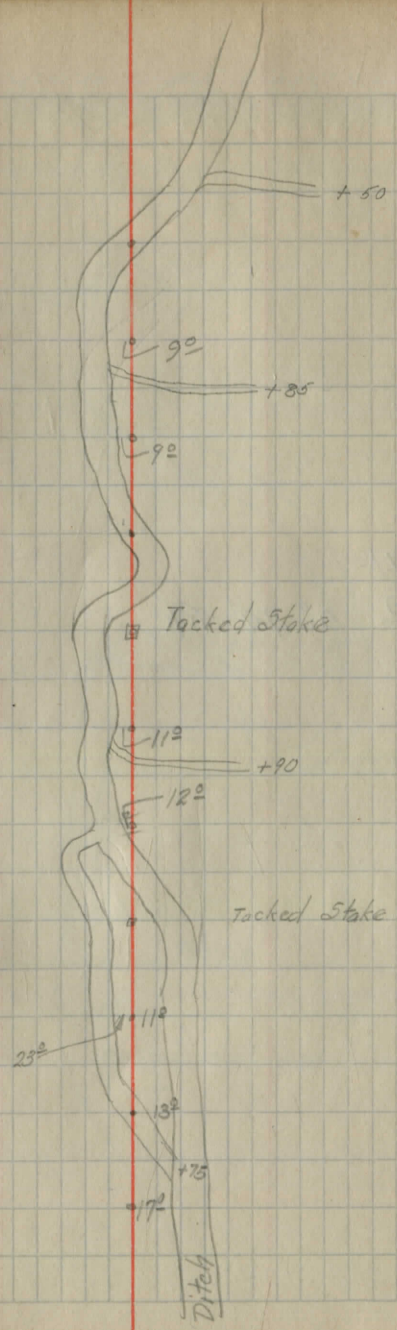 +50
9º
+85
9º
Tacked Stake
11º
+90
12º
Tacked Stake
11º
23º
13º
+75
17º
Ditch